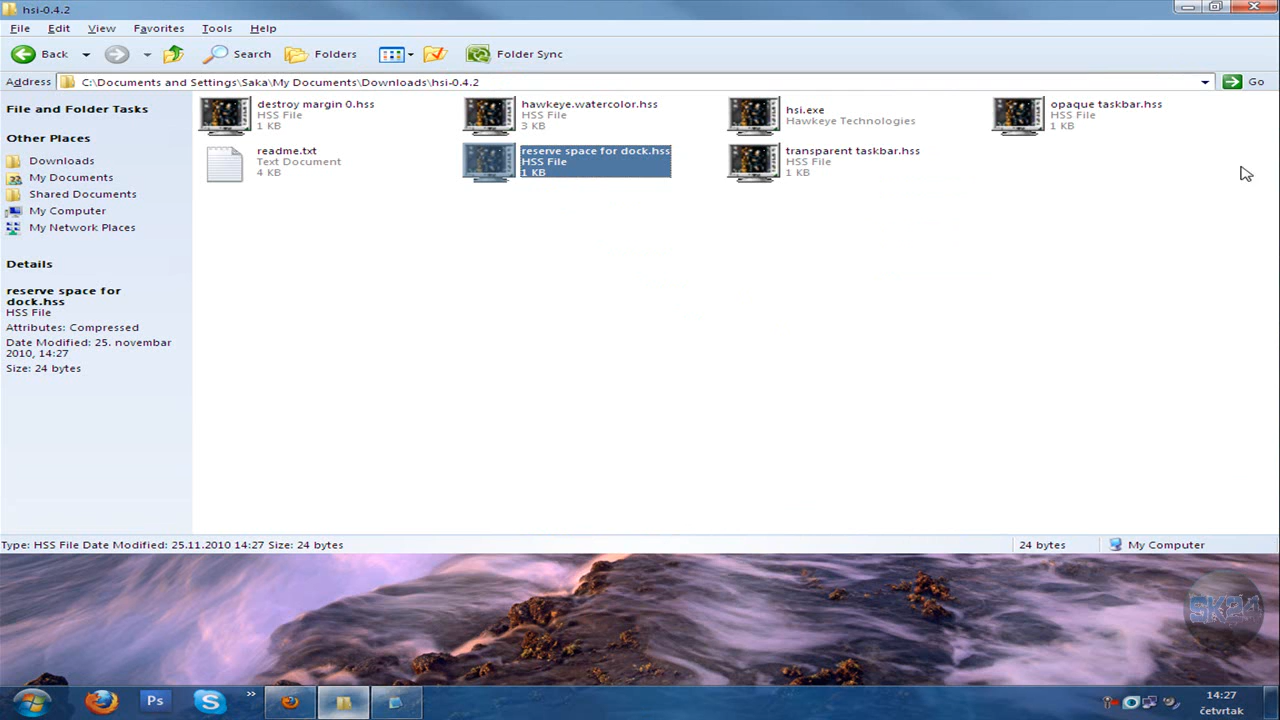 hsi-0.4.2
File Edit View Favorites Tools Help
Back Search Folders Folder Sync
Address C:\Documents and Settings\Saka\My Documents\Downloads\hsi-0.4.2 Go
File and Folder Tasks
Other Places
Downloads
My Documents
Shared Documents
My Computer
My Network Places
Details
reserve space for
dock.hss
HSS File
Attributes: Compressed
Date Modified: 25. novembar
2010, 14:27
Size: 24 bytes
destroy margin 0.hss
HSS File
1 KB
hawkeye.watercolor.hss
HSS File
3 KB
hsi.exe
Hawkeye Technologies
opaque taskbar.hss
HSS File
1 KB
readme.txt
Text Document
4 KB
reserve space for dock.hss
HSS File
1 KB
transparent taskbar.hss
HSS File
1 KB
Type: HSS File Date Modified: 25.11.2010 14:27 Size: 24 bytes
24 bytes
My Computer
SK24
Ps
»
14:27
četvrtak